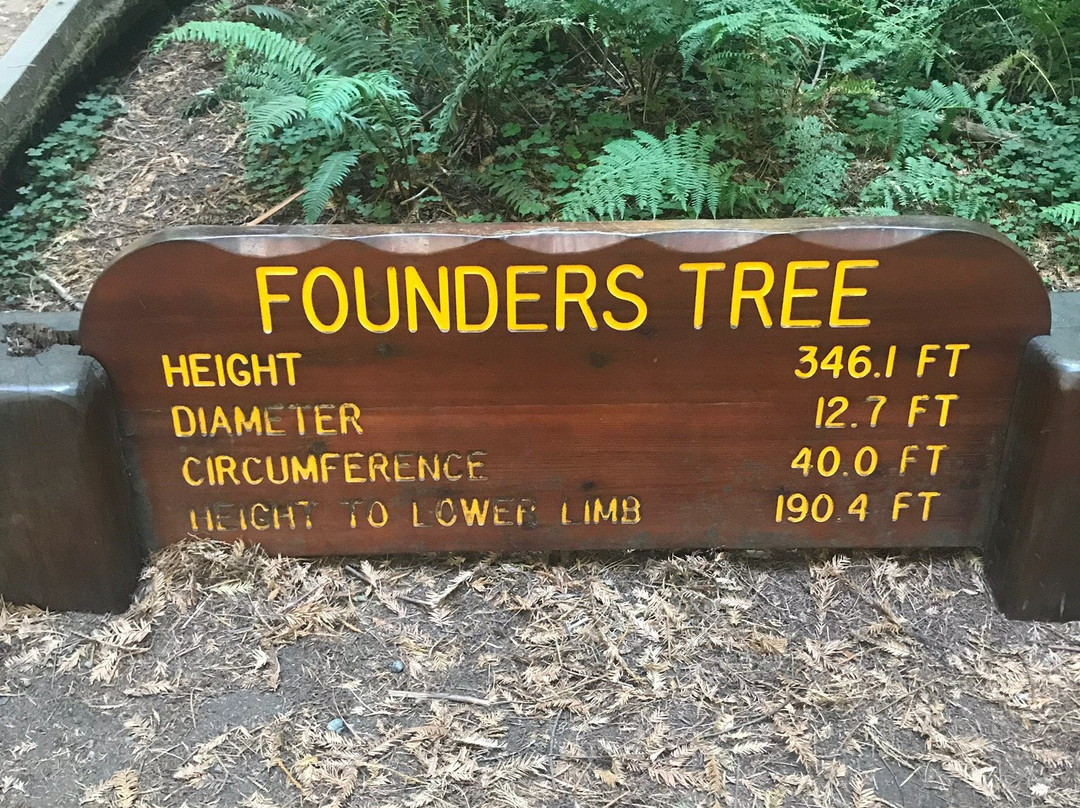 FOUNDERS TREE
HEIGHT 346.1 FT
DIAMETER 12.7 FT
CIRCUMFERENCE 40.0 FT
HEIGHT TO LOWER LIMB 190.4 FT